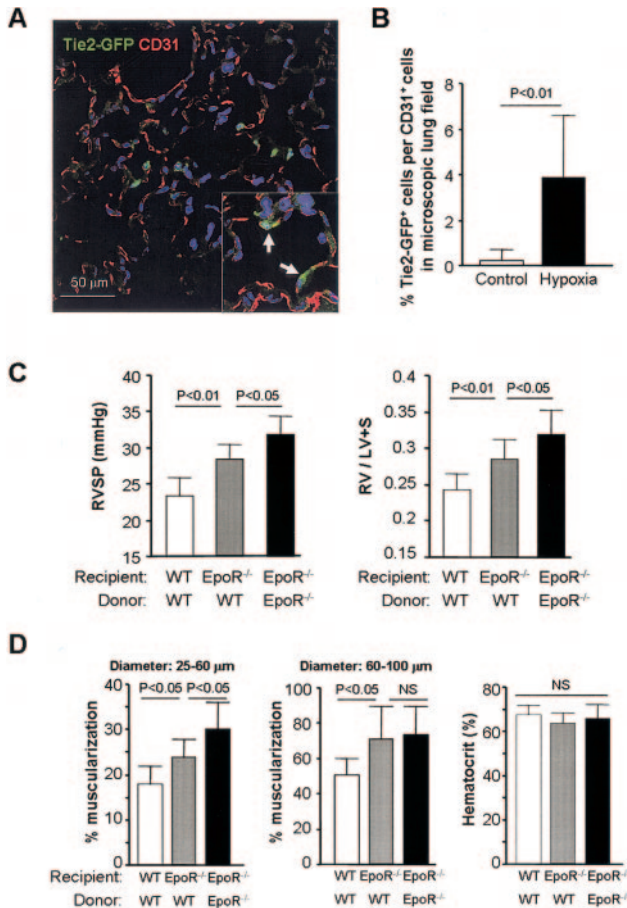 A
Tie2-GFP CD31
50 µm
B
% Tie2-GFP⁺ cells per CD31⁺ cells
in microscopic lung field
8
6
4
2
0
P<0.01
Control Hypoxia
C
RVSP (mmHg)
40
35
30
25
20
15
P<0.01 P<0.05
Recipient: WT EpoR⁻/⁻ EpoR⁻/⁻
Donor: WT WT EpoR⁻/⁻
RV / LV+S
0.4
0.35
0.3
0.25
0.2
0.15
P<0.01 P<0.05
WT EpoR⁻/⁻ EpoR⁻/⁻
WT WT EpoR⁻/⁻
D
Diameter: 25-60 µm
% muscularization
40
30
20
10
0
P<0.05 P<0.05
Recipient: WT EpoR⁻/⁻ EpoR⁻/⁻
Donor: WT WT EpoR⁻/⁻
Diameter: 60-100 µm
% muscularization
100
80
60
40
20
0
P<0.05 NS
WT EpoR⁻/⁻ EpoR⁻/⁻
WT WT EpoR⁻/⁻
Hematocrit (%)
80
60
40
20
0
NS
WT EpoR⁻/⁻ EpoR⁻/⁻
WT WT EpoR⁻/⁻